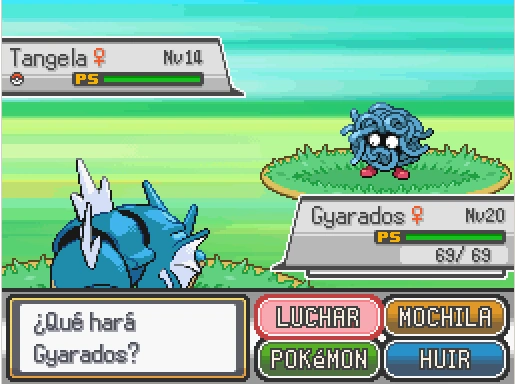 Tangela♀ Nv14
PS
Gyarados♀ Nv20
PS
69/ 69
¿Qué hará
Gyarados?
LUCHAR
MOCHILA
POKéMON
HUIR